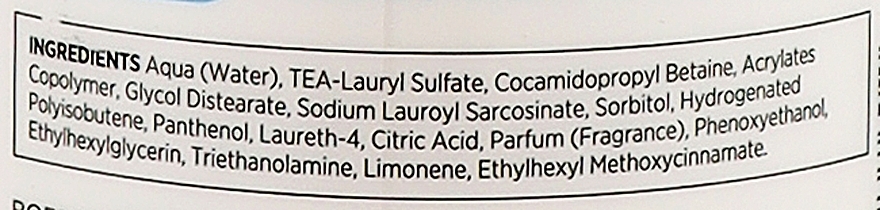 INGREDIENTS Aqua (Water), TEA-Lauryl Sulfate, Cocamidopropyl Betaine, Acrylates
Copolymer, Glycol Distearate, Sodium Lauroyl Sarcosinate, Sorbitol, Hydrogenated
Polyisobutene, Panthenol, Laureth-4, Citric Acid, Parfum (Fragrance), Phenoxyethanol,
Ethylhexylglycerin, Triethanolamine, Limonene, Ethylhexyl Methoxycinnamate.